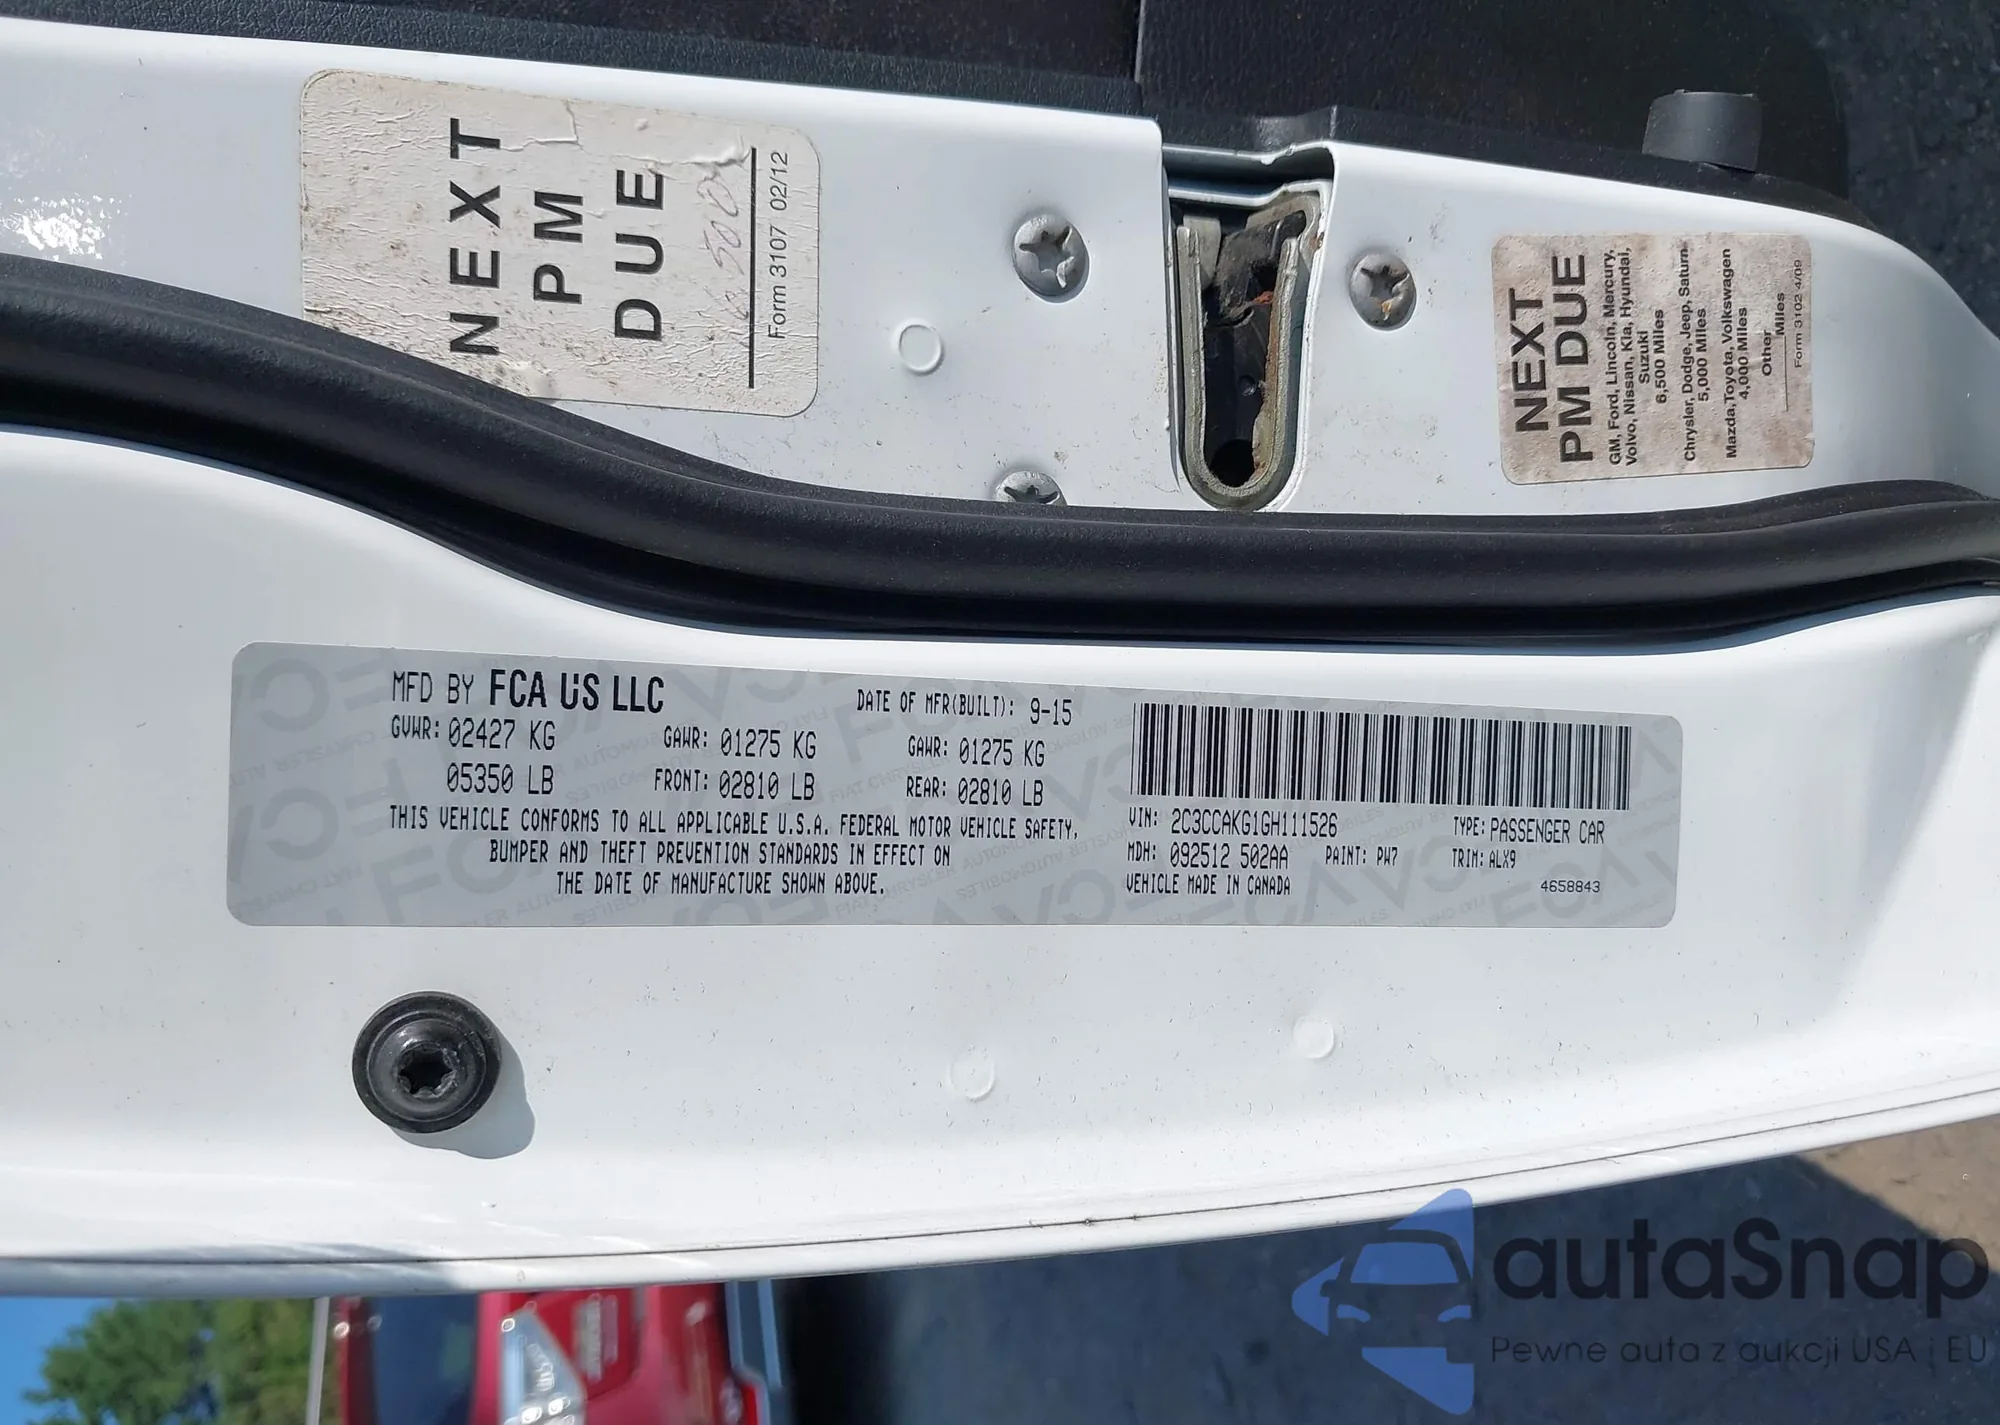 NEXT
PM
DUE
Form 3107 02/12
NEXT
PM DUE
GM, Ford, Lincoln, Mercury,
Volvo, Nissan, Kia, Hyundai,
Suzuki
6,500 Miles
Chrysler, Dodge, Jeep, Saturn
5,000 Miles
Mazda, Toyota, Volkswagen
4,000 Miles
Other
Miles
Form 3102 4/09
MFD BY FCA US LLC
DATE OF MFR(BUILT): 9-15
GVWR: 02427 KG
GAWR: 01275 KG
GAWR: 01275 KG
05350 LB
FRONT: 02810 LB
REAR: 02810 LB
THIS VEHICLE CONFORMS TO ALL APPLICABLE U.S.A. FEDERAL MOTOR VEHICLE SAFETY,
BUMPER AND THEFT PREVENTION STANDARDS IN EFFECT ON
THE DATE OF MANUFACTURE SHOWN ABOVE.
VIN: 2C3CCAKG1GH111526
TYPE: PASSENGER CAR
MDH: 092512 502AA
PAINT: PW7
TRIM: ALX9
VEHICLE MADE IN CANADA
4658843
autaSnap
Pewne auta z aukcji USA i EU